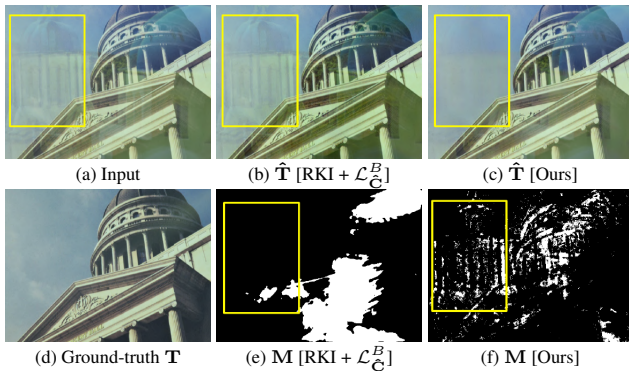 (a) Input
(b) T̂ [RKI + ℒ^B_Ĉ]
(c) T̂ [Ours]
(d) Ground-truth T
(e) M [RKI + ℒ^B_Ĉ]
(f) M [Ours]